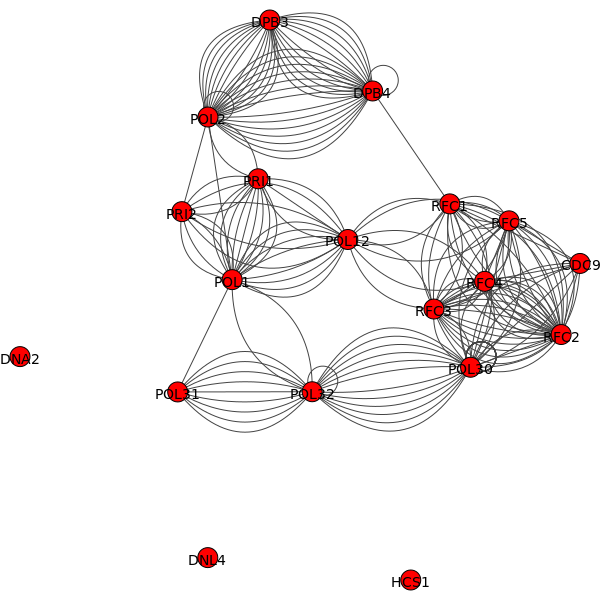 DPB3
DPB4
POL2
PRI1
PRI2
RFC1
RFC5
POL12
CDC9
POL1
RFC4
RFC3
RFC2
DNA2
POL30
POL31
POL32
DNL4
HCS1